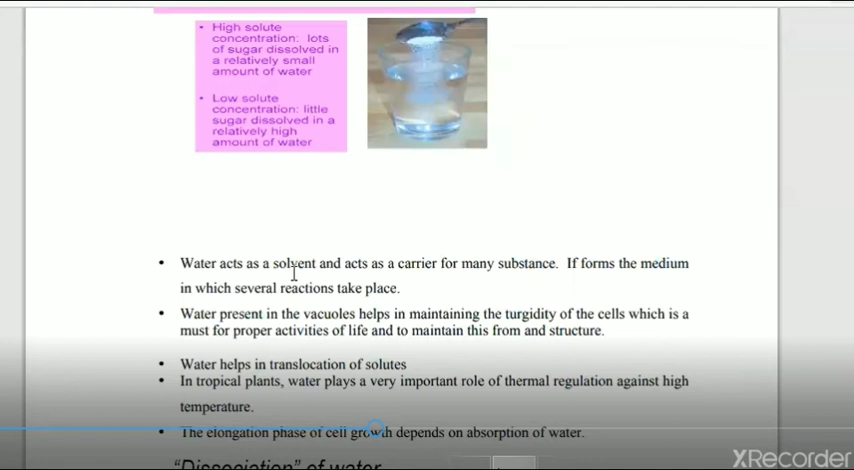 • High solute
concentration: lots
of sugar dissolved in
a relatively small
amount of water
• Low solute
concentration: little
sugar dissolved in a
relatively high
amount of water
• Water acts as a solvent and acts as a carrier for many substance. If forms the medium
in which several reactions take place.
• Water present in the vacuoles helps in maintaining the turgidity of the cells which is a
must for proper activities of life and to maintain this from and structure.
• Water helps in translocation of solutes
• In tropical plants, water plays a very important role of thermal regulation against high
temperature.
• The elongation phase of cell growth depends on absorption of water.
"Dissociation" of water
XRecorder